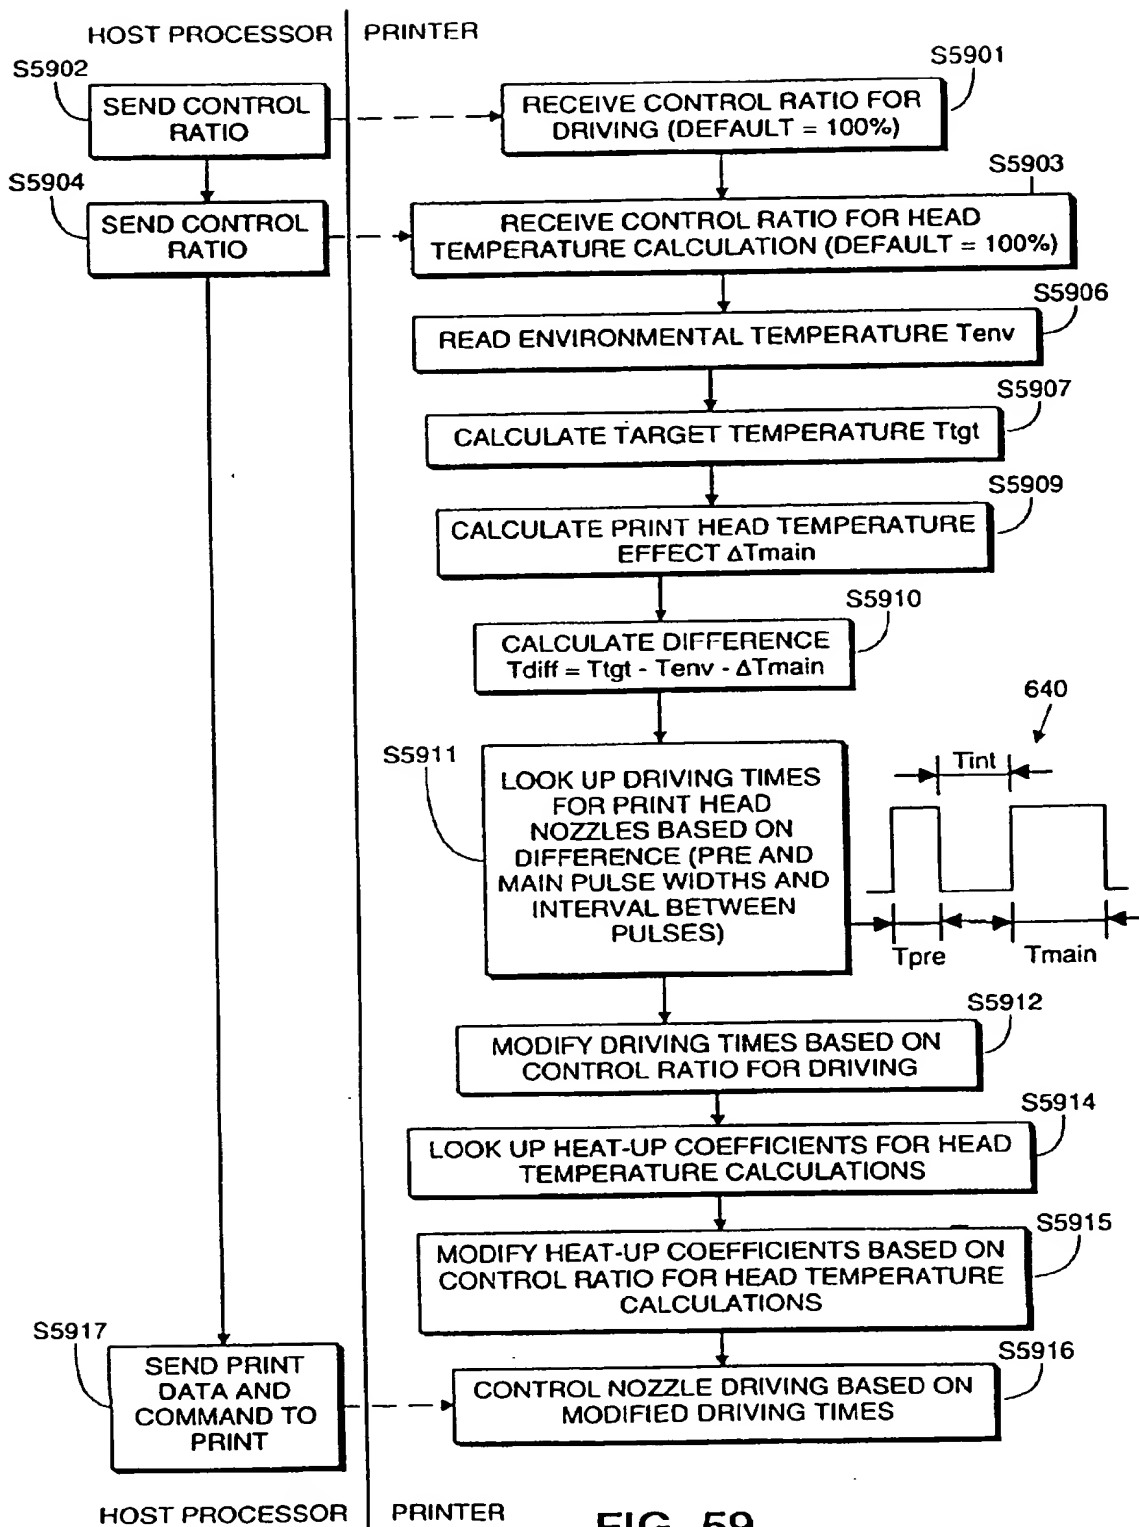 HOST PROCESSOR
PRINTER
S5902
SEND CONTROL
RATIO
S5901
RECEIVE CONTROL RATIO FOR
DRIVING (DEFAULT = 100%)
S5904
SEND CONTROL
RATIO
S5903
RECEIVE CONTROL RATIO FOR HEAD
TEMPERATURE CALCULATION (DEFAULT = 100%)
S5906
READ ENVIRONMENTAL TEMPERATURE Tenv
S5907
CALCULATE TARGET TEMPERATURE Ttgt
S5909
CALCULATE PRINT HEAD TEMPERATURE
EFFECT ΔTmain
S5910
CALCULATE DIFFERENCE
Tdiff = Ttgt - Tenv - ΔTmain
S5911
LOOK UP DRIVING TIMES
FOR PRINT HEAD
NOZZLES BASED ON
DIFFERENCE (PRE AND
MAIN PULSE WIDTHS AND
INTERVAL BETWEEN
PULSES)
640
Tint
Tpre
Tmain
S5912
MODIFY DRIVING TIMES BASED ON
CONTROL RATIO FOR DRIVING
S5914
LOOK UP HEAT-UP COEFFICIENTS FOR HEAD
TEMPERATURE CALCULATIONS
S5915
MODIFY HEAT-UP COEFFICIENTS BASED ON
CONTROL RATIO FOR HEAD TEMPERATURE
CALCULATIONS
S5917
SEND PRINT
DATA AND
COMMAND TO
PRINT
S5916
CONTROL NOZZLE DRIVING BASED ON
MODIFIED DRIVING TIMES
HOST PROCESSOR
PRINTER
FIG. 59